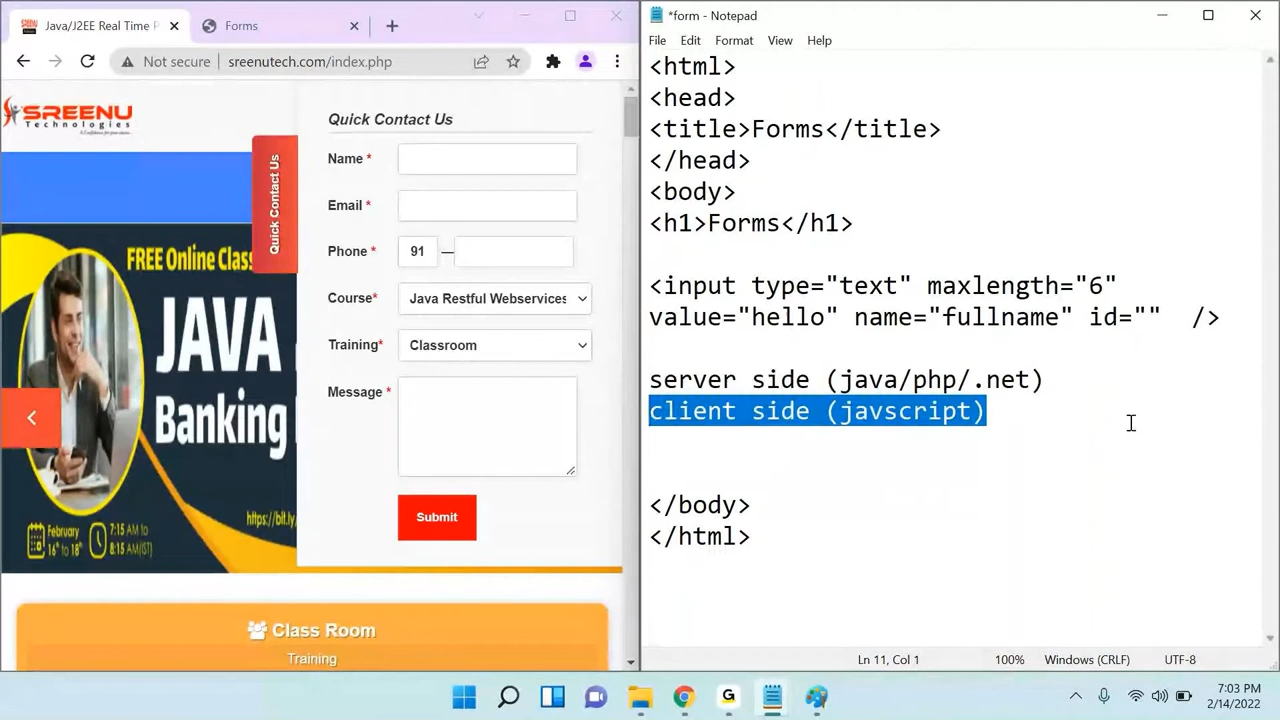 Java/J2EE Real Time P
Forms
Not secure
sreenutech.com/index.php
SREENU
Technologies
Quick Contact Us
Quick Contact Us
Name *
Email *
Phone * 91 —
Course* Java Restful Webservices
Training* Classroom
Message *
Submit
FREE Online Clas
JAVA
Banking
February
16th to 18th
7:15 AM to
8:15 AM(IST)
https://bit.ly
Class Room
Training
*form - Notepad
File Edit Format View Help
<html>
<head>
<title>Forms</title>
</head>
<body>
<h1>Forms</h1>
<input type="text" maxlength="6"
value="hello" name="fullname" id=""  />
server side (java/php/.net)
client side (javscript)
</body>
</html>
Ln 11, Col 1
100%
Windows (CRLF)
UTF-8
G
7:03 PM
2/14/2022